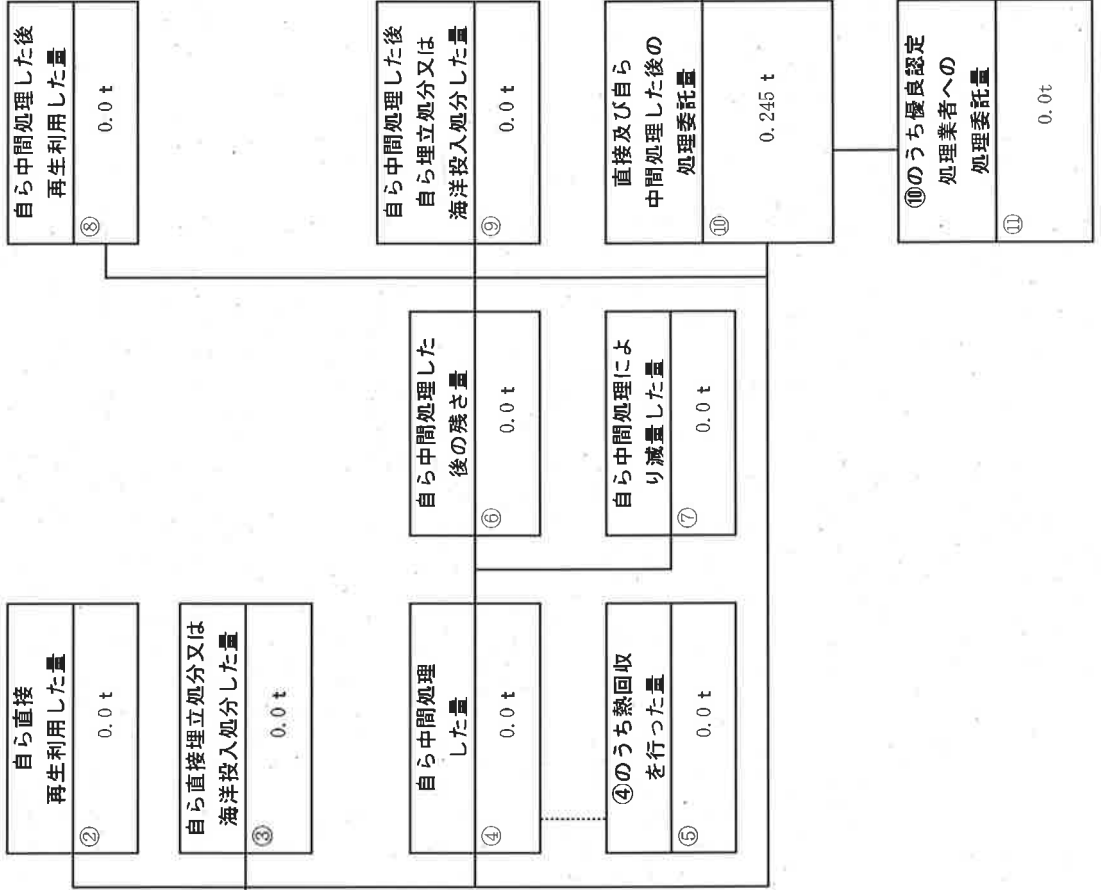 自ら直接
再生利用した量
②
0.0 t
自ら直接埋立処分又は
海洋投入処分した量
③
0.0 t
自ら中間処理
した量
④
0.0 t
④のうち熱回収
を行った量
⑤
0.0 t
自ら中間処理した
後の残さ量
⑥
0.0 t
自ら中間処理によ
り減量した量
⑦
0.0 t
自ら中間処理した後
再生利用した量
⑧
0.0 t
自ら中間処理した後
自ら埋立処分又は
海洋投入処分した量
⑨
0.0 t
直接及び自ら
中間処理した後の
処理委託量
⑩
0.245 t
⑩のうち優良認定
処理業者への
処理委託量
⑪
0.0t